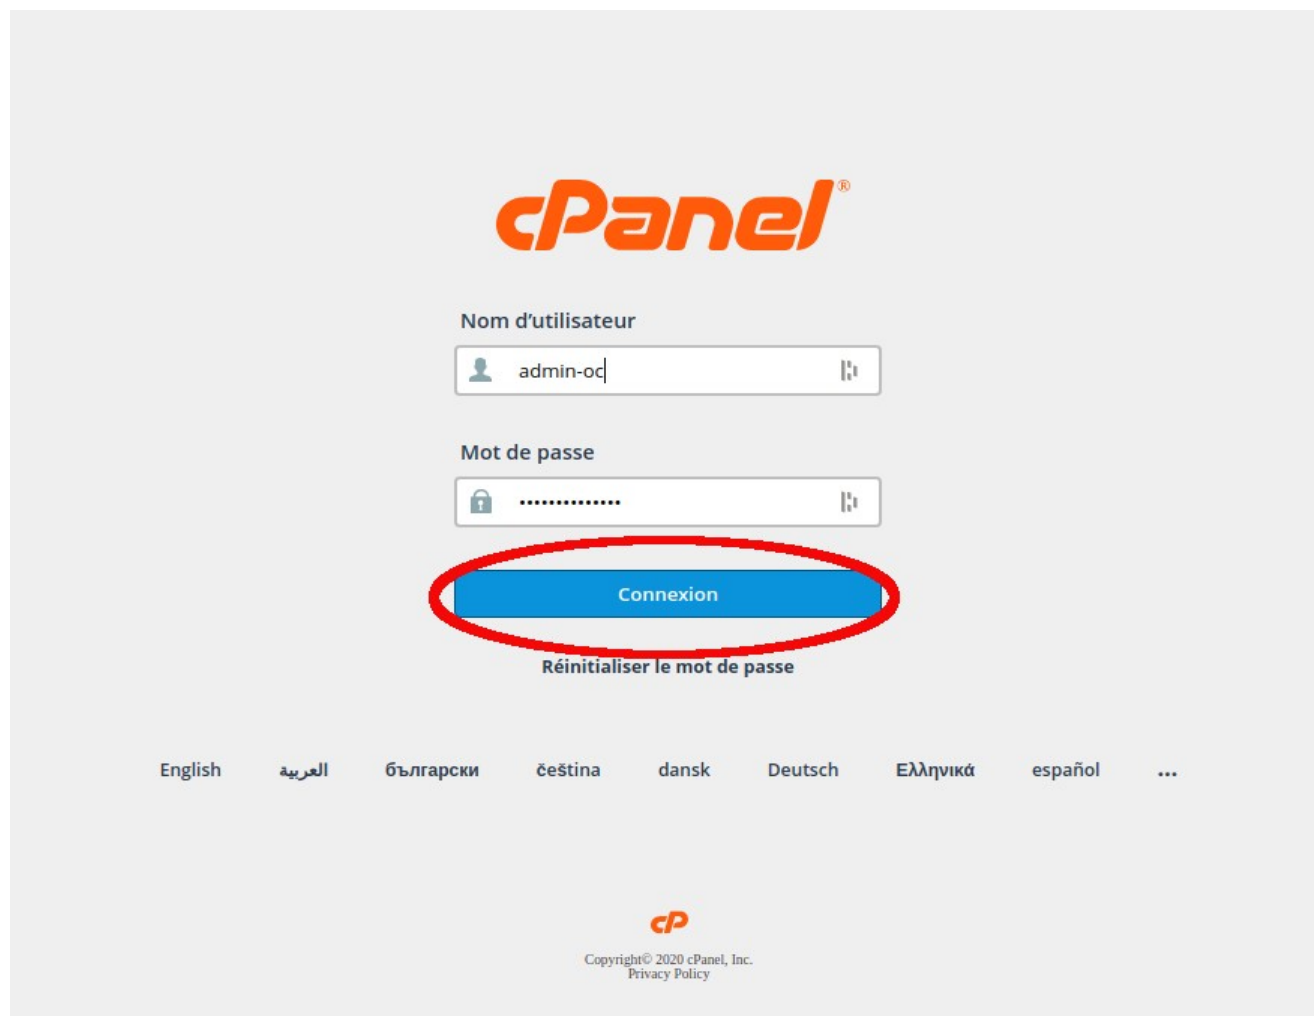 cPanel®
Nom d’utilisateur
admin-oc
Mot de passe
••••••••••••••
Connexion
Réinitialiser le mot de passe
English العربية български čeština dansk Deutsch Ελληνικά español ...
cP
Copyright© 2020 cPanel, Inc.
Privacy Policy